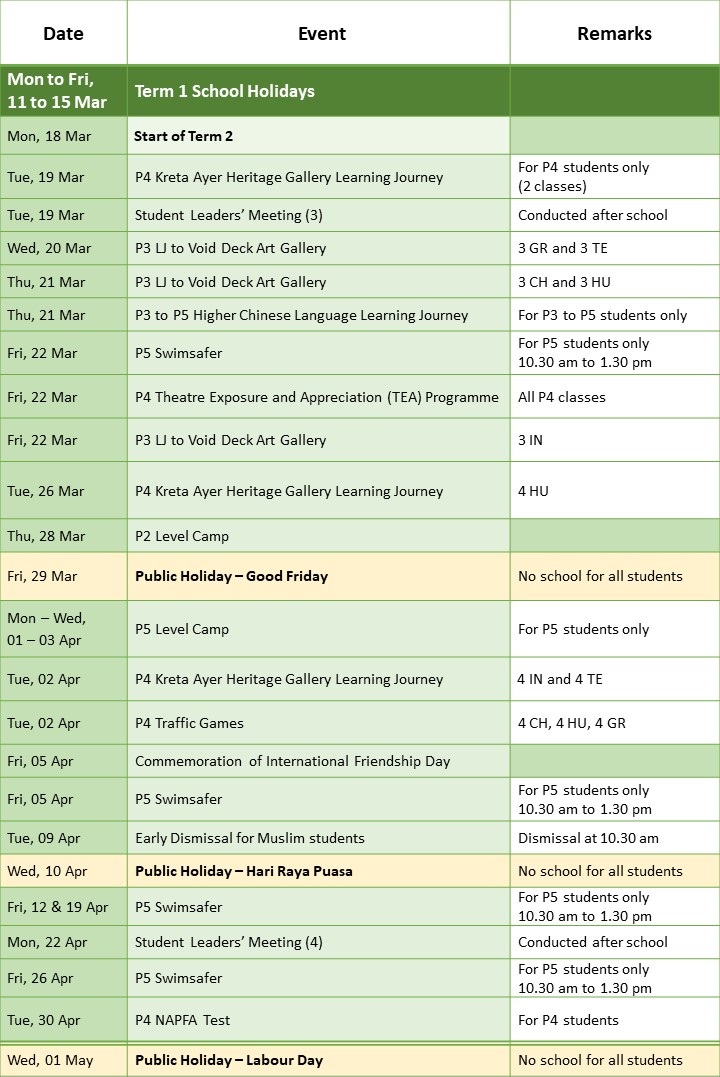 Date Event Remarks
Mon to Fri,
11 to 15 Mar
Term 1 School Holidays
Mon, 18 Mar Start of Term 2
Tue, 19 Mar P4 Kreta Ayer Heritage Gallery Learning Journey For P4 students only
(2 classes)
Tue, 19 Mar Student Leaders’ Meeting (3) Conducted after school
Wed, 20 Mar P3 LJ to Void Deck Art Gallery 3 GR and 3 TE
Thu, 21 Mar P3 LJ to Void Deck Art Gallery 3 CH and 3 HU
Thu, 21 Mar P3 to P5 Higher Chinese Language Learning Journey For P3 to P5 students only
Fri, 22 Mar P5 Swimsafer For P5 students only
10.30 am to 1.30 pm
Fri, 22 Mar P4 Theatre Exposure and Appreciation (TEA) Programme All P4 classes
Fri, 22 Mar P3 LJ to Void Deck Art Gallery 3 IN
Tue, 26 Mar P4 Kreta Ayer Heritage Gallery Learning Journey 4 HU
Thu, 28 Mar P2 Level Camp
Fri, 29 Mar Public Holiday – Good Friday No school for all students
Mon – Wed,
01 – 03 Apr
P5 Level Camp For P5 students only
Tue, 02 Apr P4 Kreta Ayer Heritage Gallery Learning Journey 4 IN and 4 TE
Tue, 02 Apr P4 Traffic Games 4 CH, 4 HU, 4 GR
Fri, 05 Apr Commemoration of International Friendship Day
Fri, 05 Apr P5 Swimsafer For P5 students only
10.30 am to 1.30 pm
Tue, 09 Apr Early Dismissal for Muslim students Dismissal at 10.30 am
Wed, 10 Apr Public Holiday – Hari Raya Puasa No school for all students
Fri, 12 & 19 Apr P5 Swimsafer For P5 students only
10.30 am to 1.30 pm
Mon, 22 Apr Student Leaders’ Meeting (4) Conducted after school
Fri, 26 Apr P5 Swimsafer For P5 students only
10.30 am to 1.30 pm
Tue, 30 Apr P4 NAPFA Test For P4 students
Wed, 01 May Public Holiday – Labour Day No school for all students